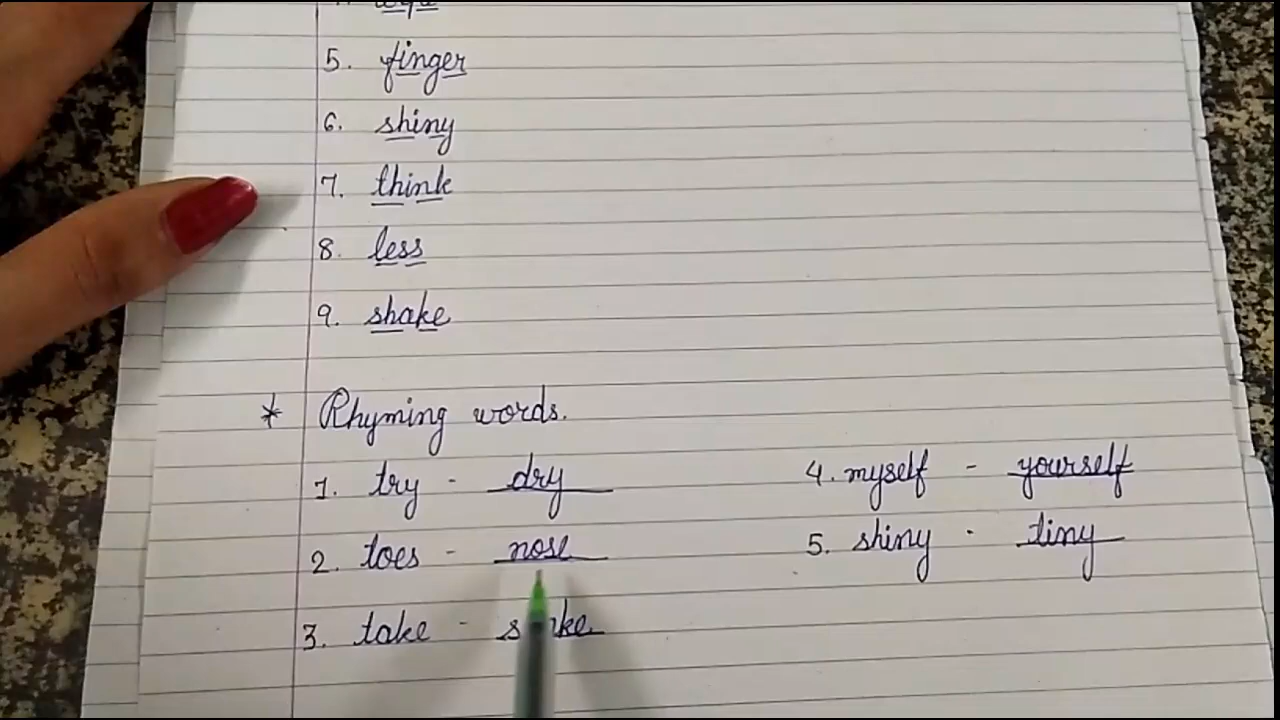 5. finger
6. shiny
7. think
8. less
9. shake
* Rhyming words.
1. try - dry
2. toes - nose
3. take -
4. myself - yourself
5. shiny - tiny